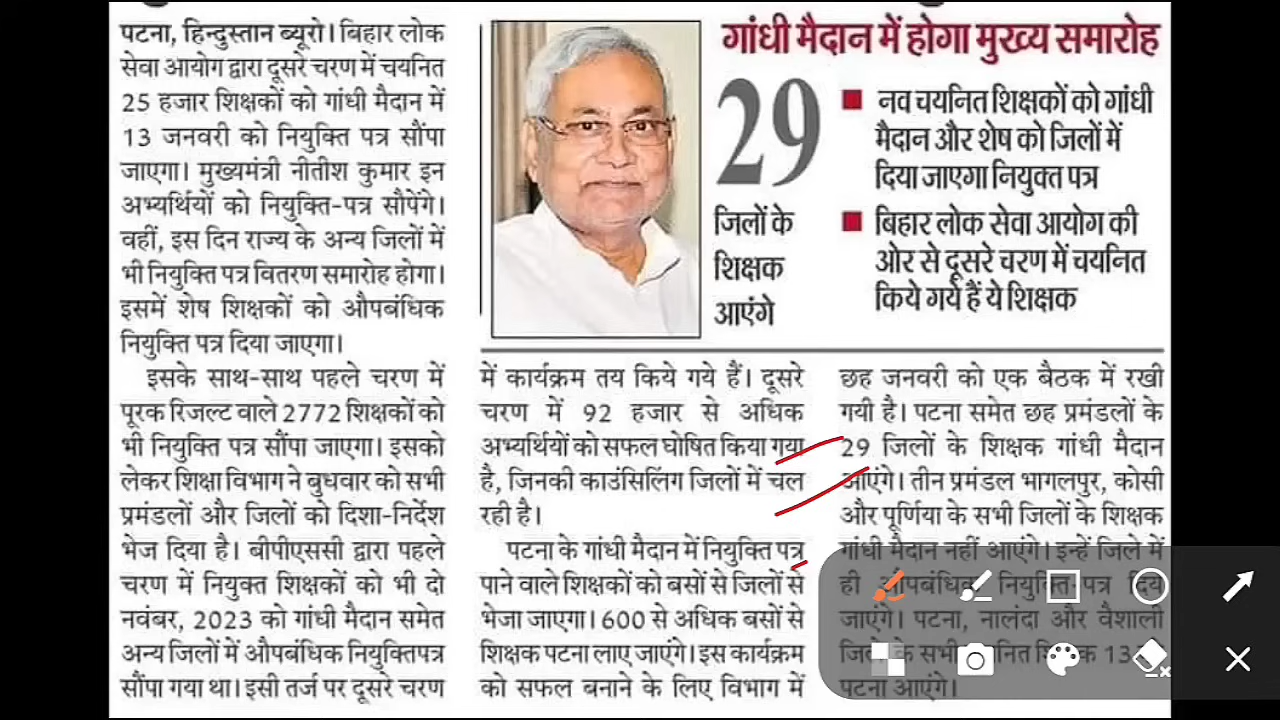 पटना, हिन्दुस्तान ब्यूरो। बिहार लोक
सेवा आयोग द्वारा दूसरे चरण में चयनित
25 हजार शिक्षकों को गांधी मैदान में
13 जनवरी को नियुक्ति पत्र सौंपा
जाएगा। मुख्यमंत्री नीतीश कुमार इन
अभ्यर्थियों को नियुक्ति-पत्र सौपेंगे।
वहीं, इस दिन राज्य के अन्य जिलों में
भी नियुक्ति पत्र वितरण समारोह होगा।
इसमें शेष शिक्षकों को औपबंधिक
नियुक्ति पत्र दिया जाएगा।
इसके साथ-साथ पहले चरण में
पूरक रिजल्ट वाले 2772 शिक्षकों को
भी नियुक्ति पत्र सौंपा जाएगा। इसको
लेकर शिक्षा विभाग ने बुधवार को सभी
प्रमंडलों और जिलों को दिशा-निर्देश
भेज दिया है। बीपीएससी द्वारा पहले
चरण में नियुक्त शिक्षकों को भी दो
नवंबर, 2023 को गांधी मैदान समेत
अन्य जिलों में औपबंधिक नियुक्तिपत्र
सौंपा गया था। इसी तर्ज पर दूसरे चरण
गांधी मैदान में होगा मुख्य समारोह
29
जिलों के
शिक्षक
आएंगे
नव चयनित शिक्षकों को गांधी
मैदान और शेष को जिलों में
दिया जाएगा नियुक्त पत्र
बिहार लोक सेवा आयोग की
ओर से दूसरे चरण में चयनित
किये गये हैं ये शिक्षक
में कार्यक्रम तय किये गये हैं। दूसरे
चरण में 92 हजार से अधिक
अभ्यर्थियों को सफल घोषित किया गया
है, जिनकी काउंसिलिंग जिलों में चल
रही है।
पटना के गांधी मैदान में नियुक्ति पत्र
पाने वाले शिक्षकों को बसों से जिलों से
भेजा जाएगा। 600 से अधिक बसों से
शिक्षक पटना लाए जाएंगे। इस कार्यक्रम
को सफल बनाने के लिए विभाग में
छह जनवरी को एक बैठक में रखी
गयी है। पटना समेत छह प्रमंडलों के
29 जिलों के शिक्षक गांधी मैदान
आएंगे। तीन प्रमंडल भागलपुर, कोसी
और पूर्णिया के सभी जिलों के शिक्षक
गांधी मैदान नहीं आएंगे। इन्हें जिले में
ही औपबंधिक नियुक्ति-पत्र दिये
जाएंगे। पटना, नालंदा और वैशाली
के सभी शिक्षक
पटना आएंगे।